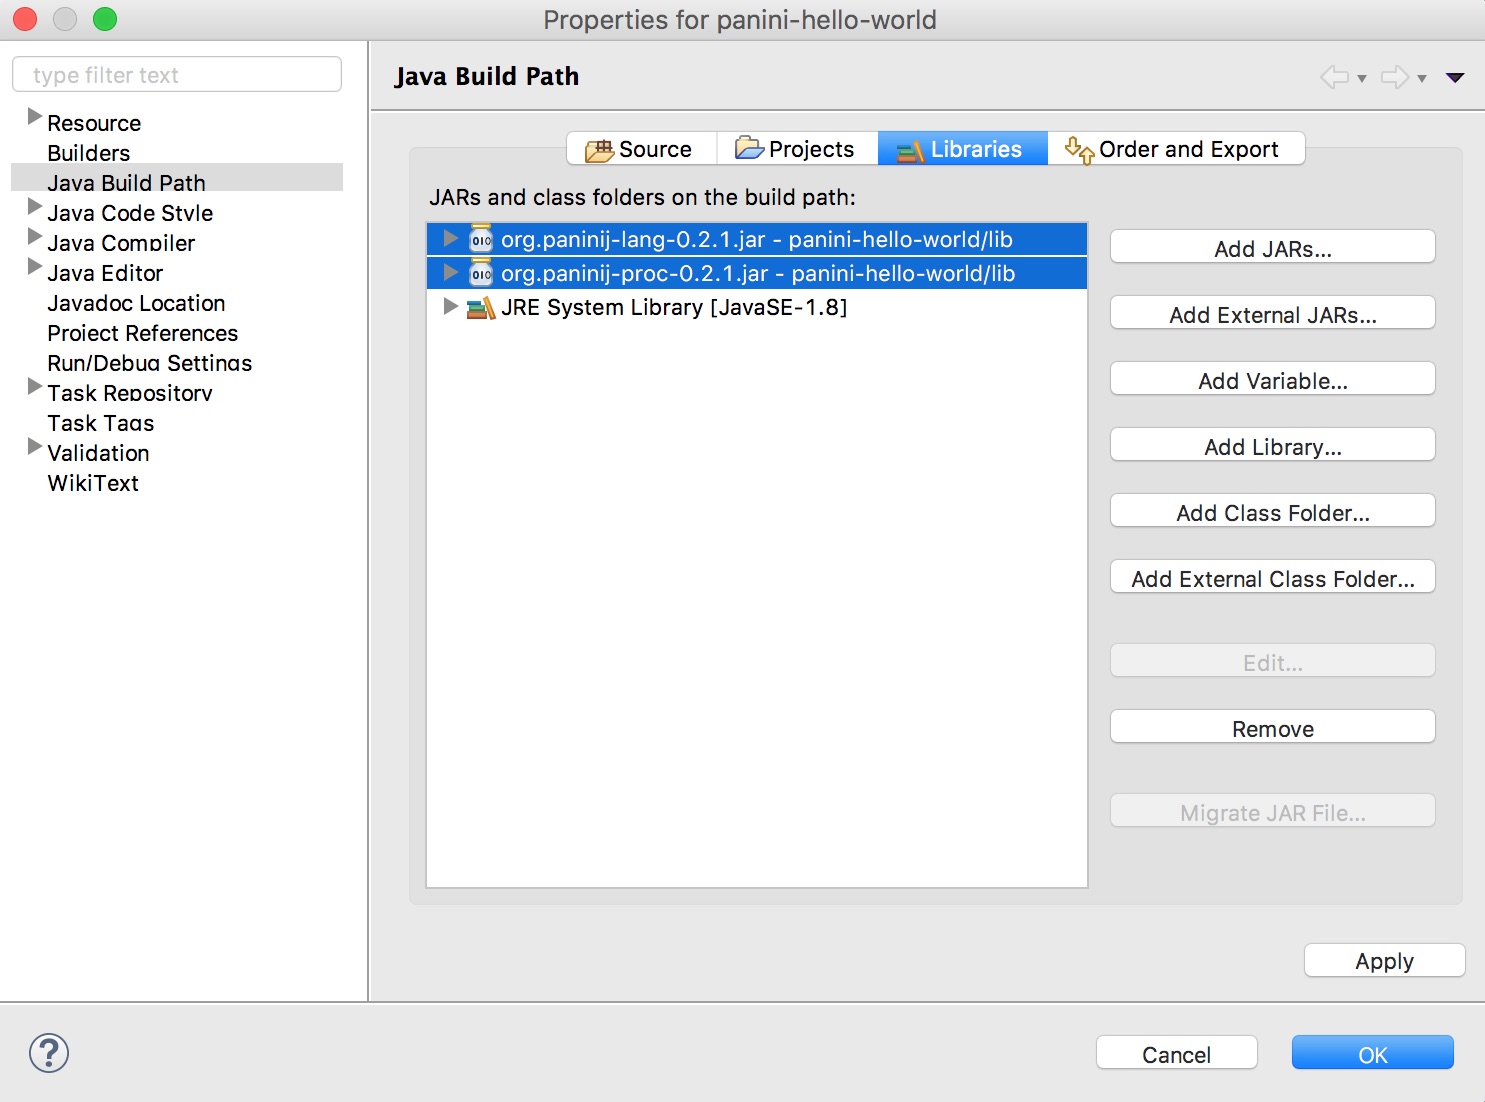 Properties for panini-hello-world
type filter text
Resource
Builders
Java Build Path
Java Code Style
Java Compiler
Java Editor
Javadoc Location
Project References
Run/Debug Settings
Task Repository
Task Tags
Validation
WikiText
Java Build Path
Source
Projects
Libraries
Order and Export
JARs and class folders on the build path:
010 org.paninij-lang-0.2.1.jar - panini-hello-world/lib
010 org.paninij-proc-0.2.1.jar - panini-hello-world/lib
JRE System Library [JavaSE-1.8]
Add JARs...
Add External JARs...
Add Variable...
Add Library...
Add Class Folder...
Add External Class Folder...
Edit...
Remove
Migrate JAR File...
Apply
?
Cancel
OK